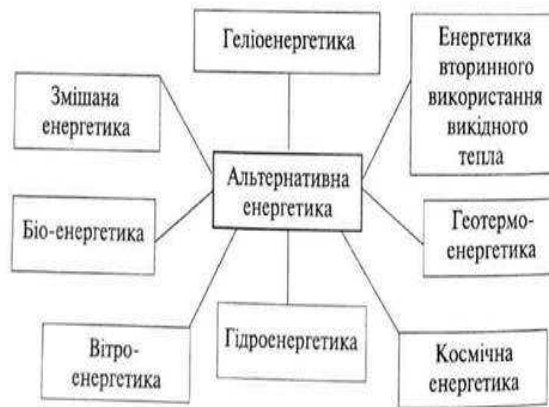 Геліоенергетика
Енергетика
вторинного
використання
викідного
тепла
Змішана
енергетика
Альтернативна
енергетика
Біо-енергетика
Геотермо-
енергетика
Вітро-
енергетика
Гідроенергетика
Космічна
енергетика